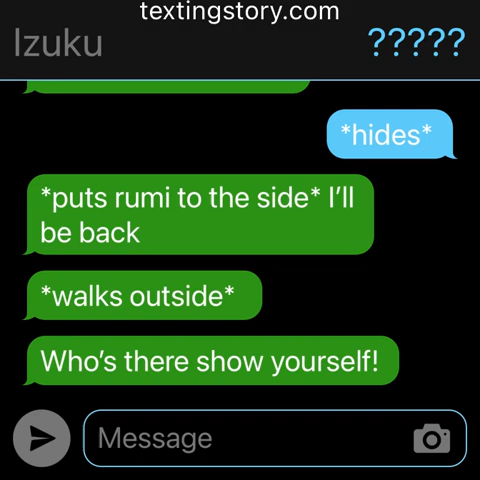 textingstory.com
Izuku
?????
*hides*
*puts rumi to the side* I'll
be back
*walks outside*
Who's there show yourself!
Message